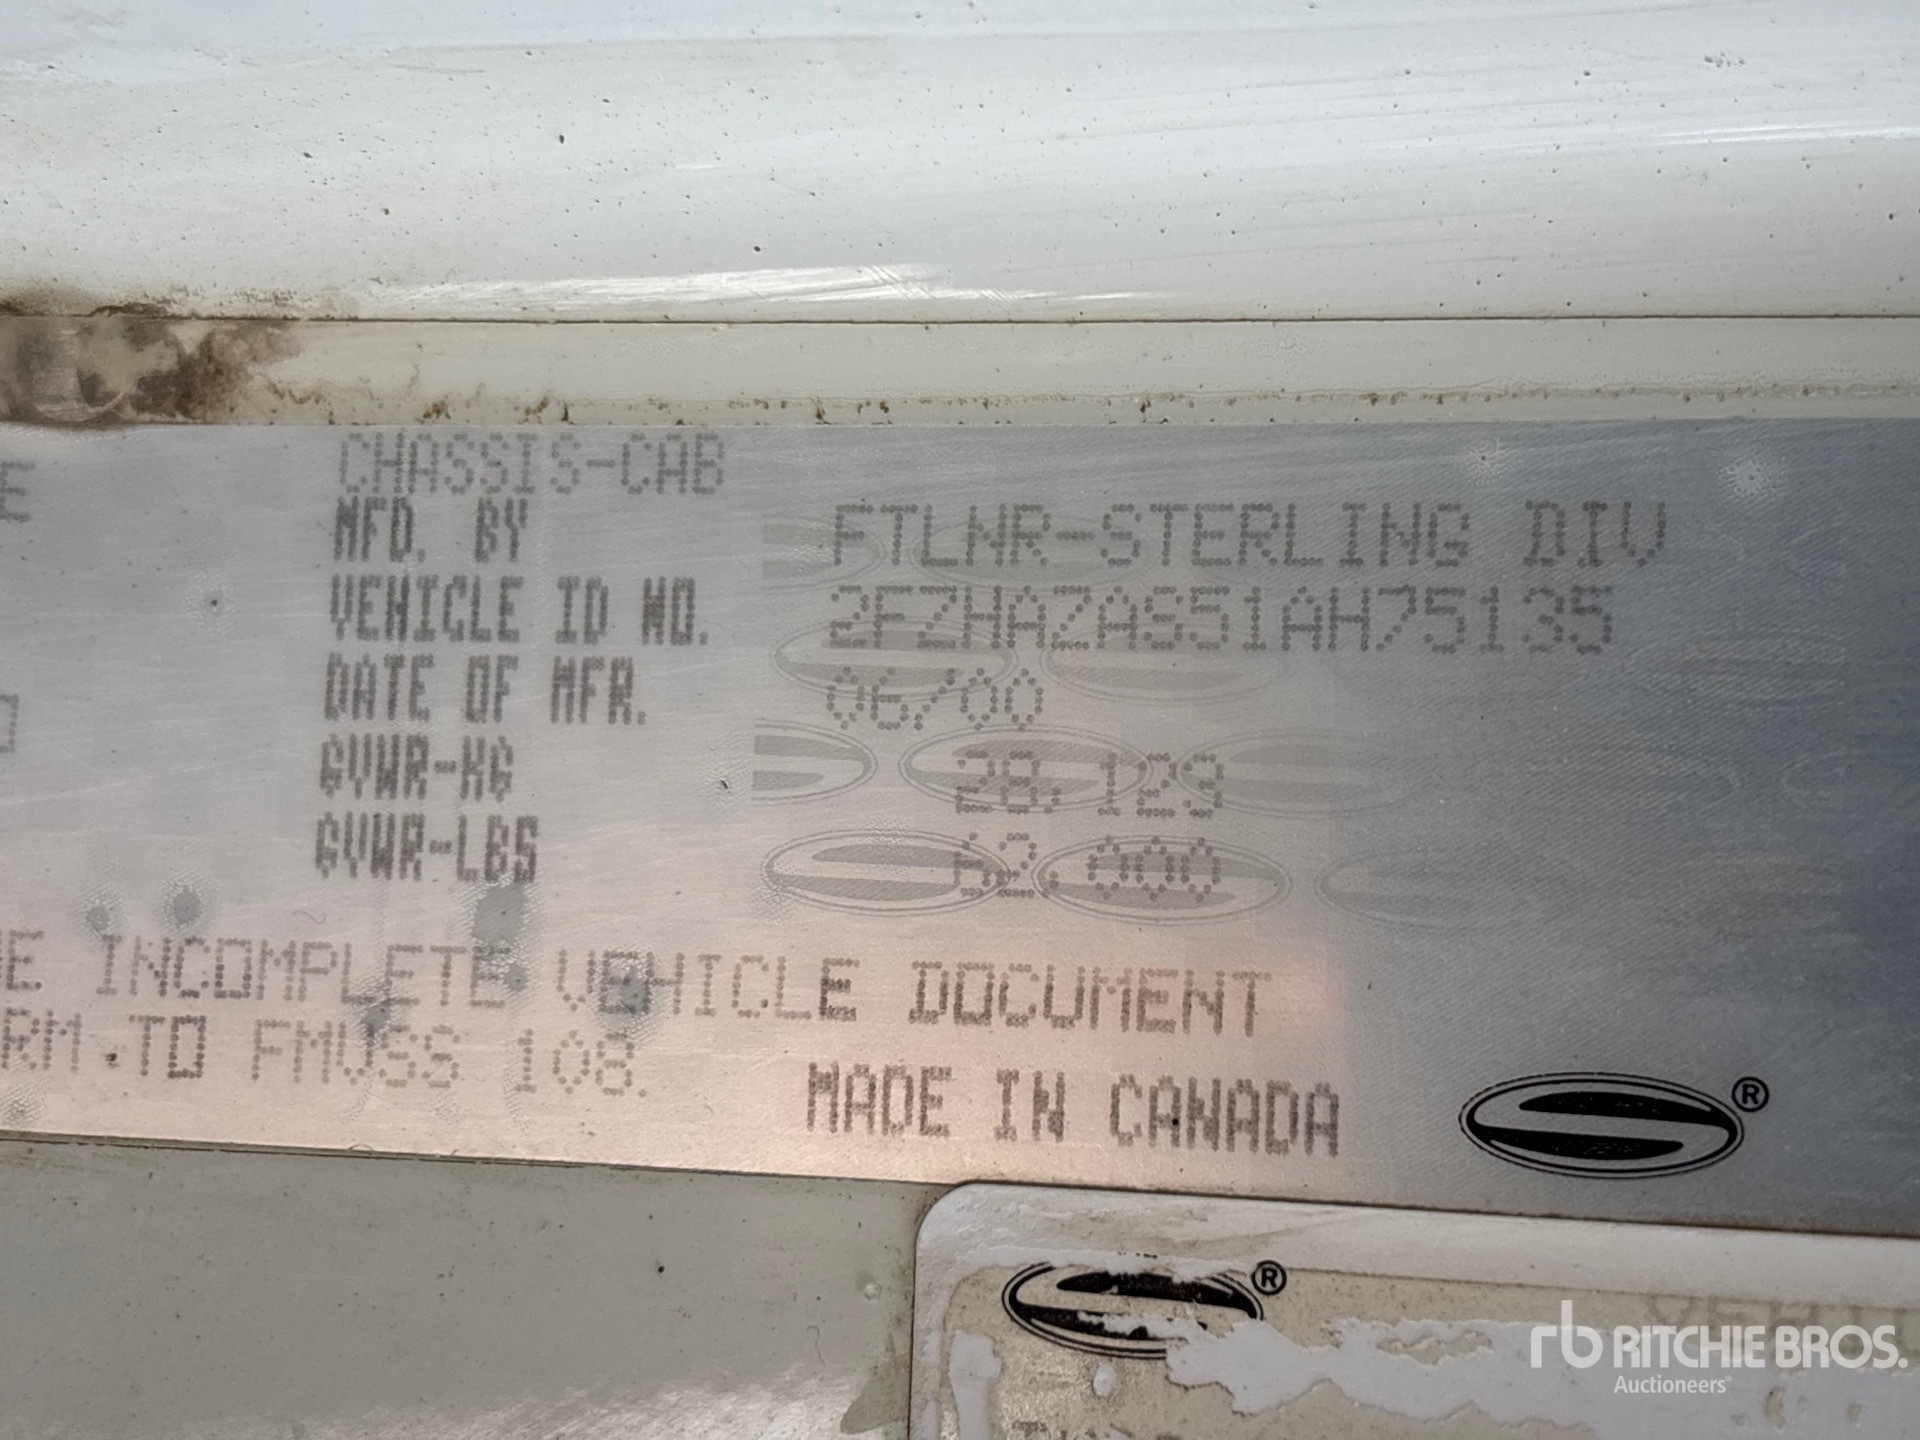 CHASSIS-CAB
MFD. BY FTLNR-STERLING DIV
VEHICLE ID NO. 2FZHAZAS51AH75135
DATE OF MFR. 06/00
GVWR-KG 28,129
GVWR-LBS 62,000
E INCOMPLETE VEHICLE DOCUMENT
RM TO FMVSS 108.
MADE IN CANADA
®
®
rb RITCHIE BROS.
Auctioneers